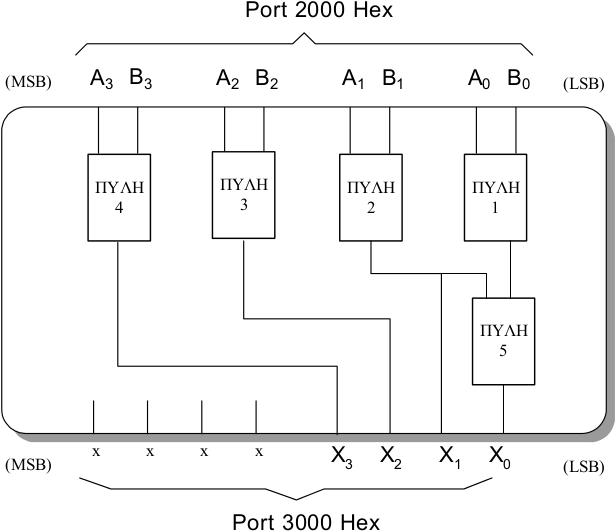 Port 2000 Hex
(MSB) A3 B3 A2 B2 A1 B1 A0 B0 (LSB)
ΠΥΛΗ 4
ΠΥΛΗ 3
ΠΥΛΗ 2
ΠΥΛΗ 1
ΠΥΛΗ 5
(MSB) x x x x X3 X2 X1 X0 (LSB)
Port 3000 Hex